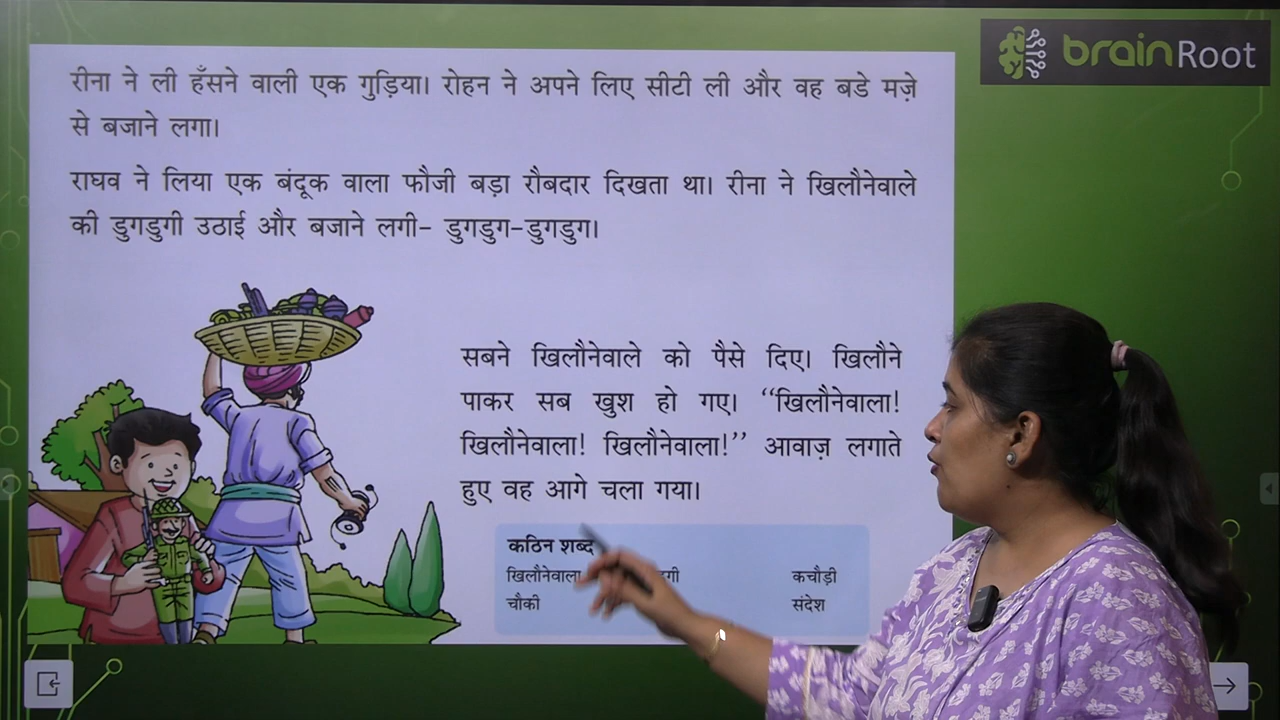 brainRoot
रीना ने ली हँसने वाली एक गुड़िया। रोहन ने अपने लिए सीटी ली और वह बडे मज़े
से बजाने लगा।
राघव ने लिया एक बंदूक वाला फौजी बड़ा रौबदार दिखता था। रीना ने खिलौनेवाले
की डुगडुगी उठाई और बजाने लगी- डुगडुग-डुगडुग।
सबने खिलौनेवाले को पैसे दिए। खिलौने
पाकर सब खुश हो गए। “खिलौनेवाला!
खिलौनेवाला! खिलौनेवाला!” आवाज़ लगाते
हुए वह आगे चला गया।
कठिन शब्द
खिलौनेवाला कचौड़ी
चौकी संदेश